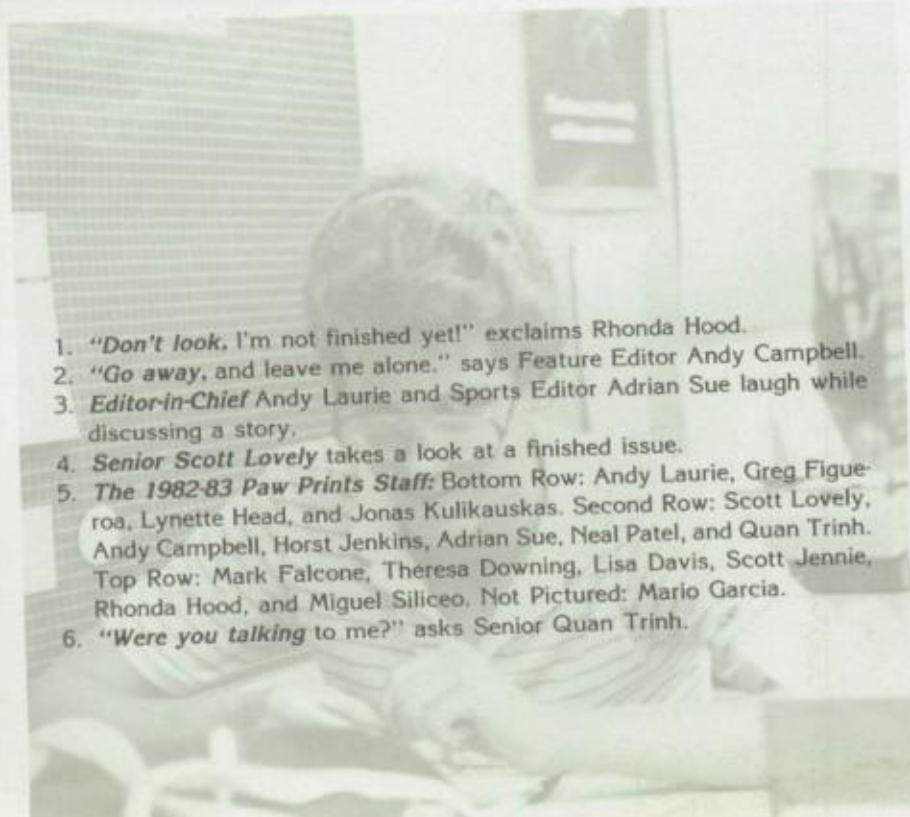 1. "Don't look, I'm not finished yet!" exclaims Rhonda Hood.
2. "Go away, and leave me alone." says Feature Editor Andy Campbell.
3. Editor-in-Chief Andy Laurie and Sports Editor Adrian Sue laugh while
discussing a story.
4. Senior Scott Lovely takes a look at a finished issue.
5. The 1982-83 Paw Prints Staff: Bottom Row: Andy Laurie, Greg Figue-
roa, Lynette Head, and Jonas Kulikauskas. Second Row: Scott Lovely,
Andy Campbell, Horst Jenkins, Adrian Sue, Neal Patel, and Quan Trinh.
Top Row: Mark Falcone, Theresa Downing, Lisa Davis, Scott Jennie,
Rhonda Hood, and Miguel Siliceo. Not Pictured: Mario Garcia.
6. "Were you talking to me?" asks Senior Quan Trinh.